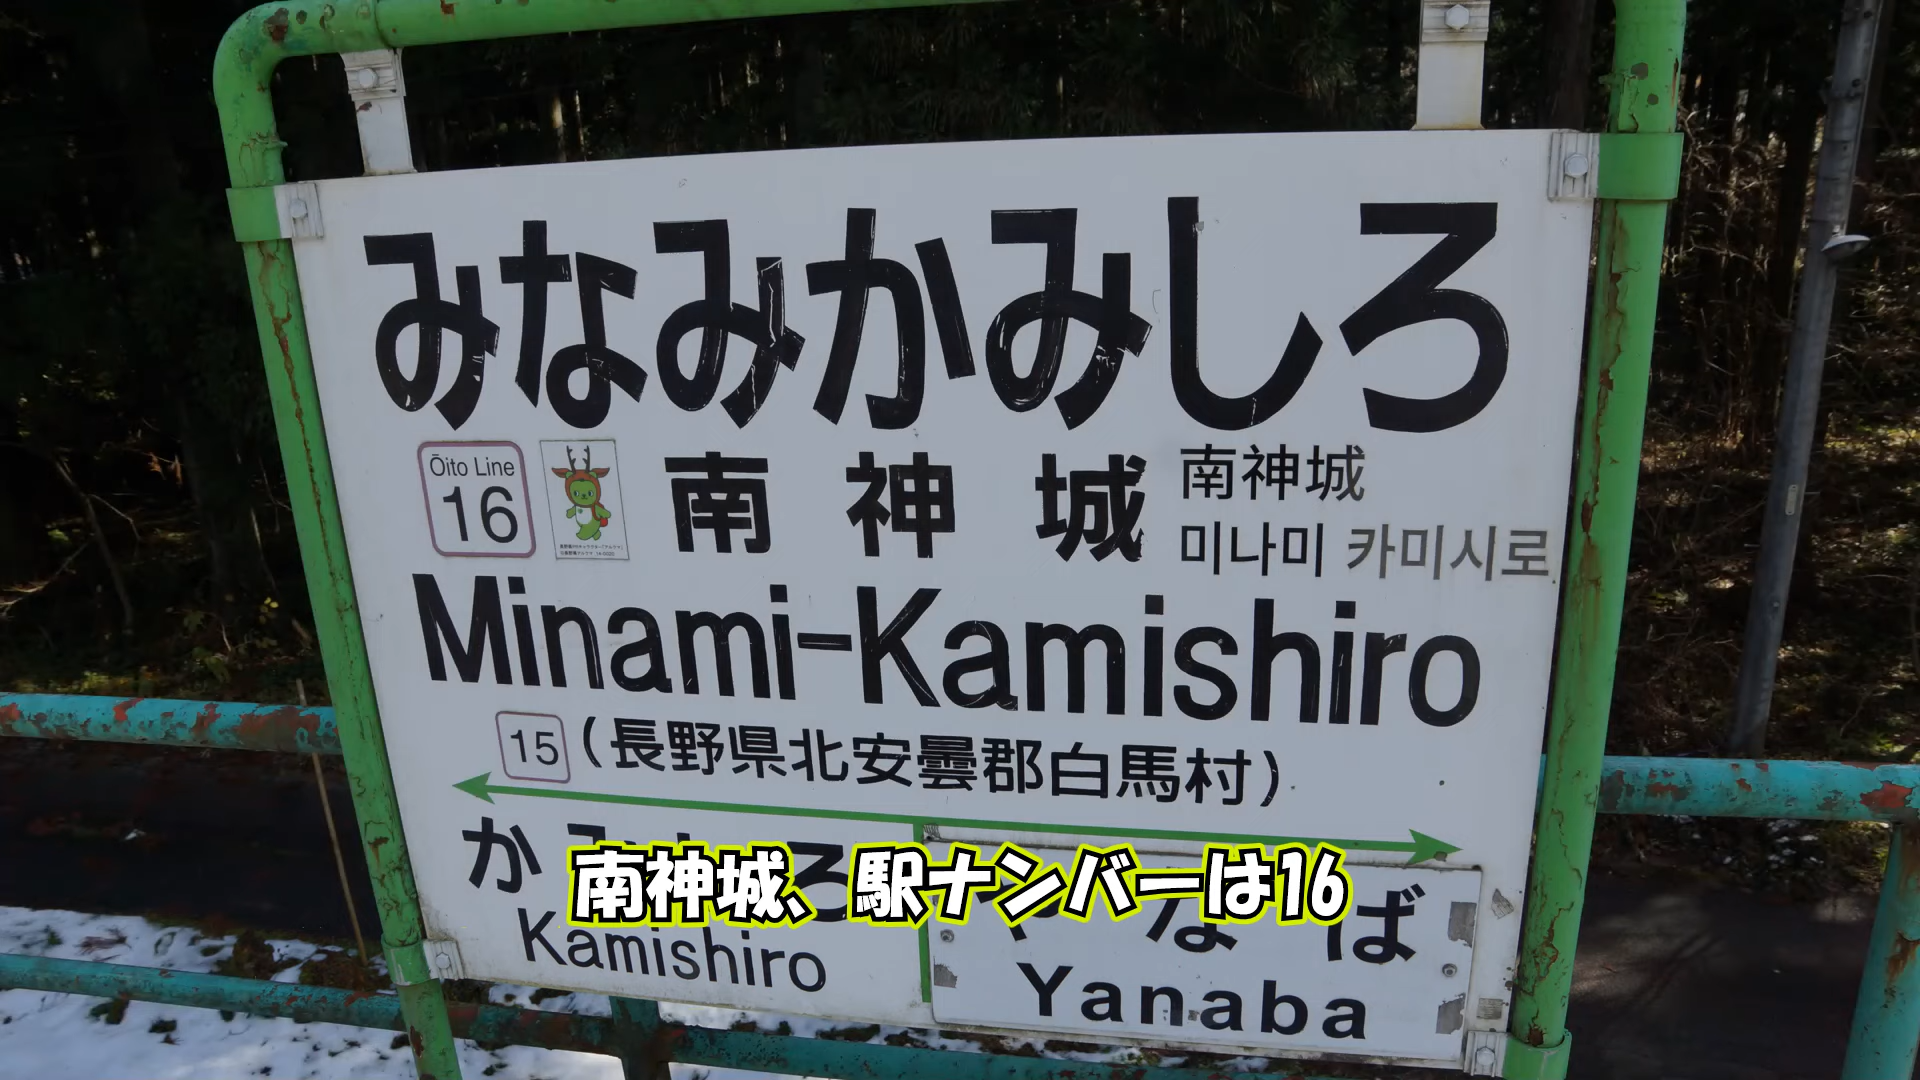 みなみかみしろ
Ōito Line
16
南神城
南神城
미나미 카미시로
Minami-Kamishiro
15
(長野県北安曇郡白馬村)
南神城、駅ナンバーは16
Kamishiro
Yanaba